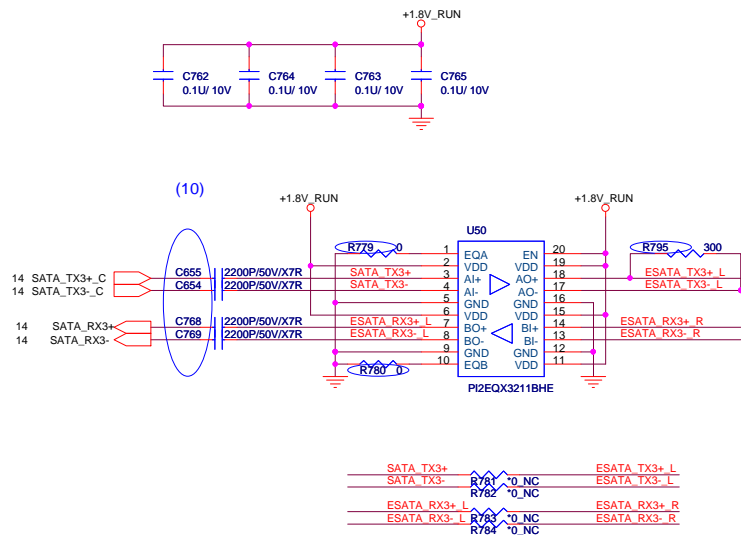 +1.8V_RUN
C762 C764 C763 C765
0.1U/ 10V 0.1U/ 10V 0.1U/ 10V 0.1U/ 10V
(10)
+1.8V_RUN +1.8V_RUN
U50
R779 0 1 EQA EN 20 R795 300
2 VDD VDD 19
14 SATA_TX3+_C C655 2200P/50V/X7R SATA_TX3+ 3 AI+ AO+ 18 ESATA_TX3+_L
14 SATA_TX3-_C C654 2200P/50V/X7R SATA_TX3- 4 AI- AO- 17 ESATA_TX3-_L
5 GND GND 16
6 VDD VDD 15
14 SATA_RX3+ C768 2200P/50V/X7R ESATA_RX3+_L 7 BO+ BI+ 14 ESATA_RX3+_R
14 SATA_RX3- C769 2200P/50V/X7R ESATA_RX3-_L 8 BO- BI- 13 ESATA_RX3-_R
9 GND GND 12
R780 0 10 EQB VDD 11
PI2EQX3211BHE
SATA_TX3+ R781 *0_NC ESATA_TX3+_L
SATA_TX3- R782 *0_NC ESATA_TX3-_L
ESATA_RX3+_L R783 *0_NC ESATA_RX3+_R
ESATA_RX3-_L R784 *0_NC ESATA_RX3-_R